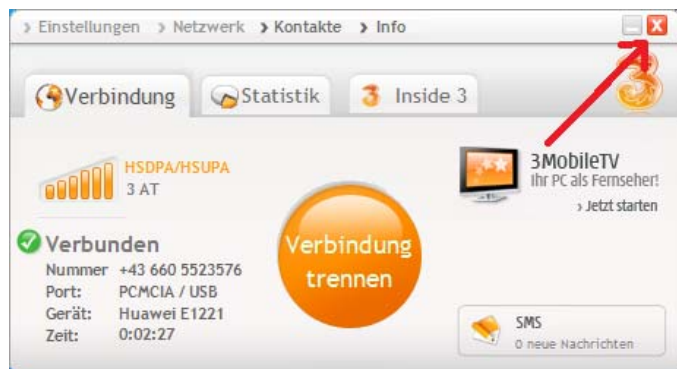 › Einstellungen › Netzwerk › Kontakte › Info
Verbindung Statistik 3 Inside 3
3
HSDPA/HSUPA
3 AT
3MobileTV
Ihr PC als Fernseher!
› Jetzt starten
Verbunden
Nummer +43 660 5523576
Port: PCMCIA / USB
Gerät: Huawei E1221
Zeit: 0:02:27
Verbindung
trennen
SMS
0 neue Nachrichten